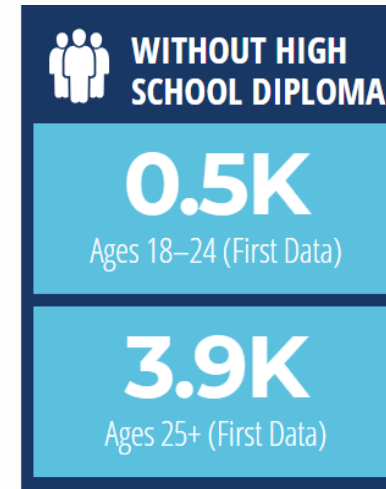 WITHOUT HIGH
SCHOOL DIPLOMA
0.5K
Ages 18–24 (First Data)
3.9K
Ages 25+ (First Data)